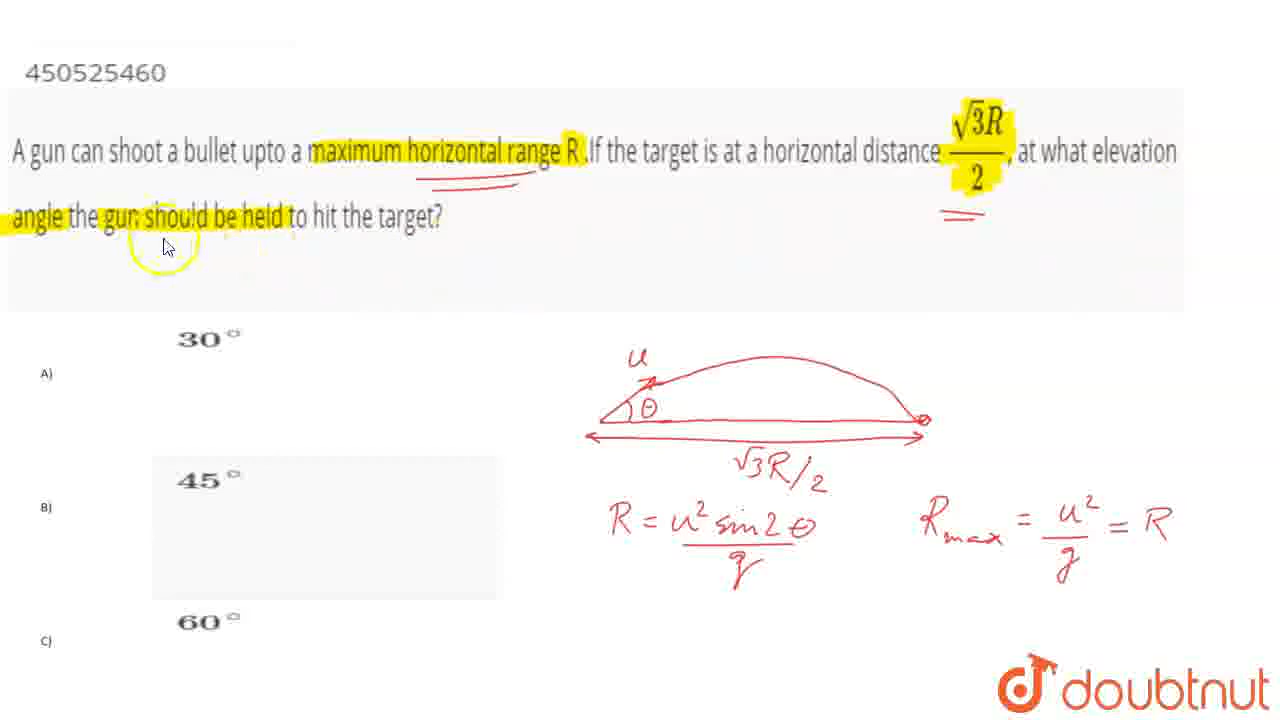 450525460
A gun can shoot a bullet upto a maximum horizontal range R .If the target is at a horizontal distance √3R/2, at what elevation
angle the gun should be held to hit the target?
A) 30°
B) 45°
C) 60°
u
θ
√3R/2
R = u² sin2θ/g
Rmax = u²/g = R
doubtnut